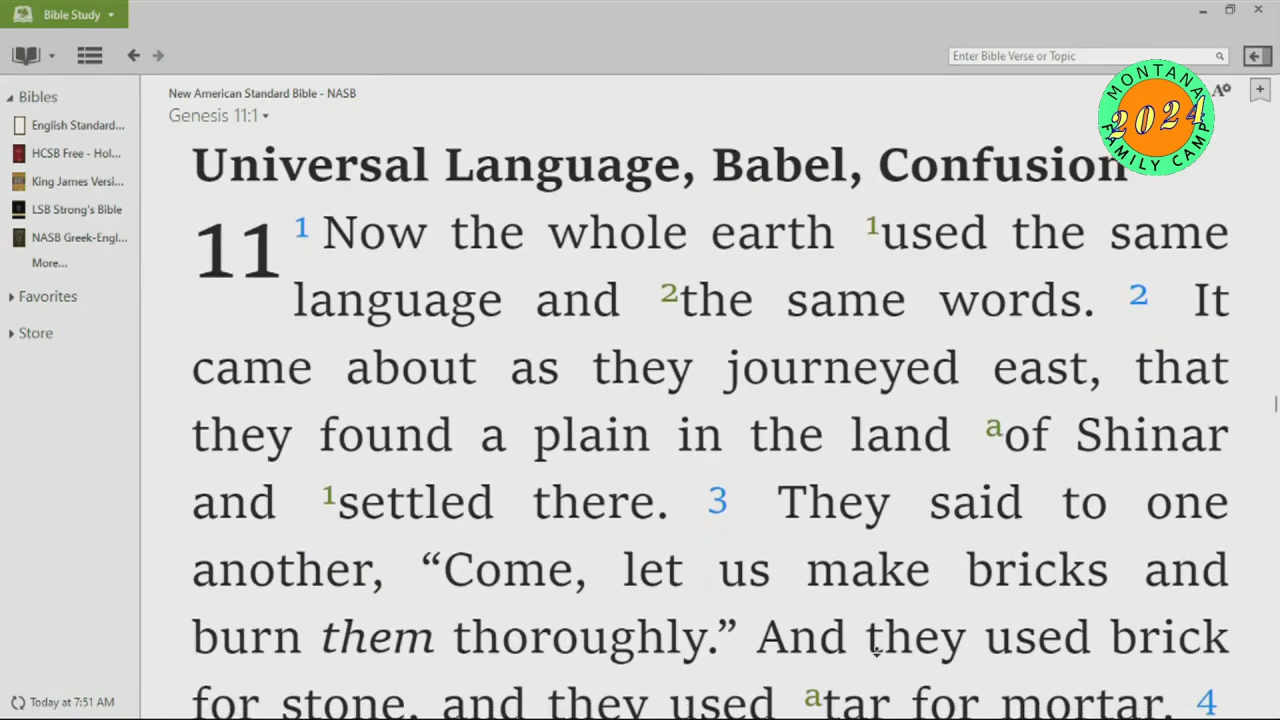 Bible Study
Enter Bible Verse or Topic
MONTANA
2024
FAMILY CAMP
Bibles
English Standard...
HCSB Free - Hol...
King James Versi...
LSB Strong's Bible
NASB Greek-Engl...
More...
Favorites
Store
Today at 7:51 AM
New American Standard Bible - NASB
Genesis 11:1
Universal Language, Babel, Confusion
11 1 Now the whole earth 1used the same
language and 2the same words. 2 It
came about as they journeyed east, that
they found a plain in the land aof Shinar
and 1settled there. 3 They said to one
another, “Come, let us make bricks and
burn them thoroughly.” And they used brick
for stone, and they used atar for mortar. 4